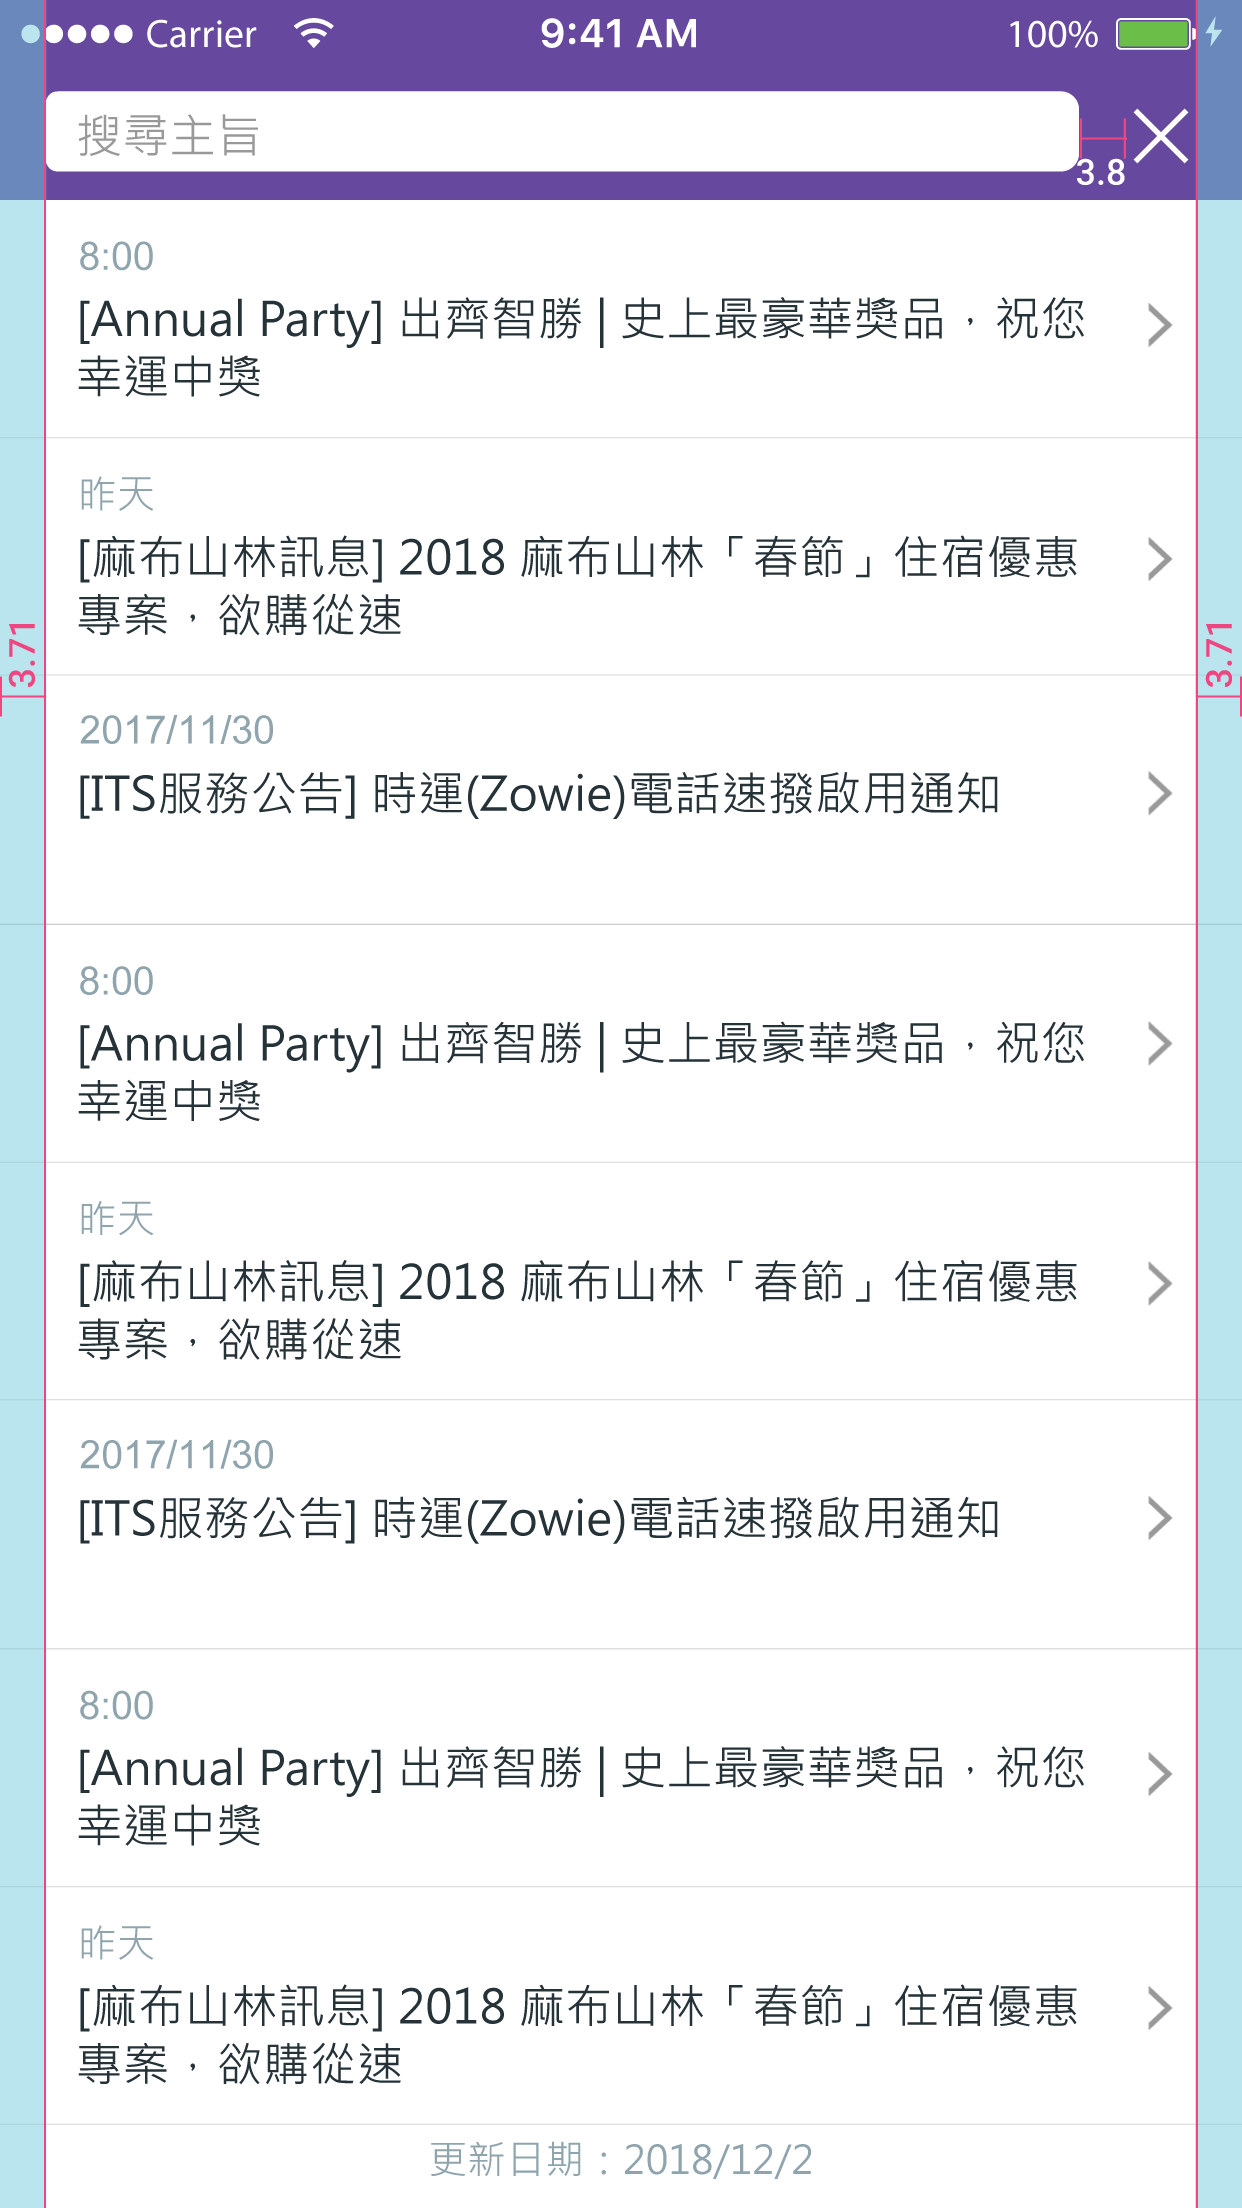 Carrier 9:41 AM 100%
搜尋主旨
3.8
8:00
[Annual Party] 出齊智勝 | 史上最豪華獎品，祝您
幸運中獎
昨天
[麻布山林訊息] 2018 麻布山林「春節」住宿優惠
專案，欲購從速
3.71
3.71
2017/11/30
[ITS服務公告] 時運(Zowie)電話速撥啟用通知
8:00
[Annual Party] 出齊智勝 | 史上最豪華獎品，祝您
幸運中獎
昨天
[麻布山林訊息] 2018 麻布山林「春節」住宿優惠
專案，欲購從速
2017/11/30
[ITS服務公告] 時運(Zowie)電話速撥啟用通知
8:00
[Annual Party] 出齊智勝 | 史上最豪華獎品，祝您
幸運中獎
昨天
[麻布山林訊息] 2018 麻布山林「春節」住宿優惠
專案，欲購從速
更新日期：2018/12/2